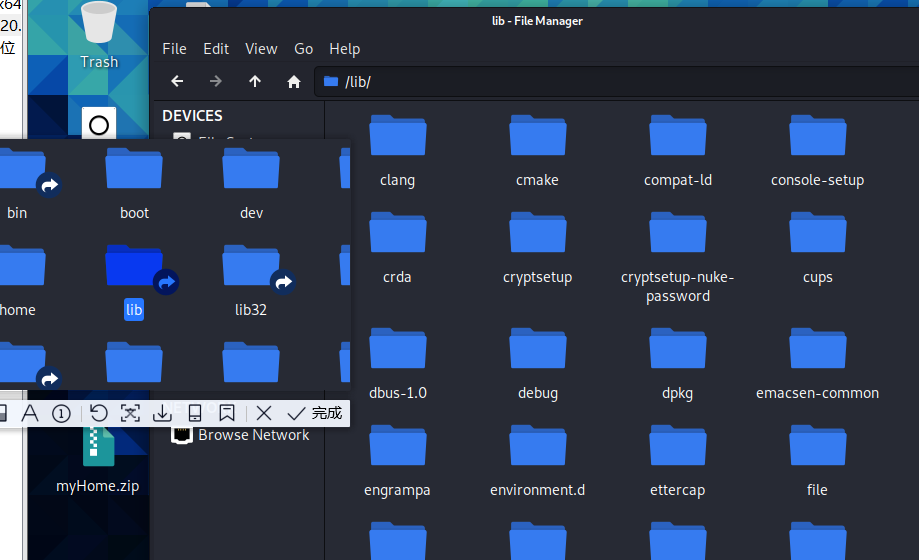 x64
20.
位
Trash
lib - File Manager
File Edit View Go Help
/lib/
DEVICES
clang cmake compat-ld console-setup
bin boot dev
crda cryptsetup cryptsetup-nuke-password cups
home lib lib32
dbus-1.0 debug dpkg emacsen-common
完成
Browse Network
myHome.zip
engrampa environment.d ettercap file